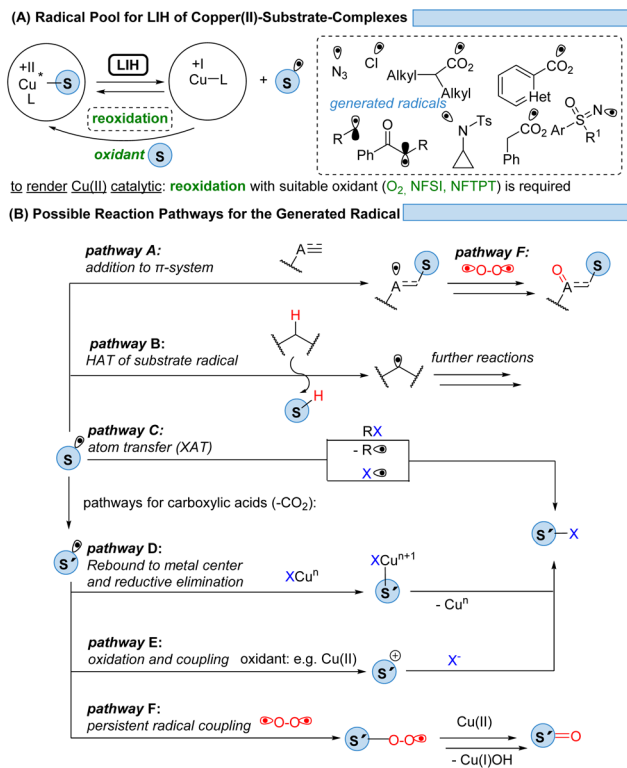 (A) Radical Pool for LIH of Copper(II)-Substrate-Complexes
+II
Cu
*
S
L
LIH
reoxidation
oxidant S
+I
Cu—L
+ S
N3
Cl
Alkyl
CO2
Alkyl
CO2
Het
generated radicals
R
Ph
O
R
N
Ts
CO2
Ph
O
N
S
Ar
R1
to render Cu(II) catalytic: reoxidation with suitable oxidant (O2, NFSI, NFTPT) is required
(B) Possible Reaction Pathways for the Generated Radical
pathway A:
addition to π-system
A
A
S
pathway F:
O-O
O
A
S
pathway B:
HAT of substrate radical
H
S
H
further reactions
S
pathway C:
atom transfer (XAT)
RX
- R
X
pathways for carboxylic acids (-CO2):
S′—X
S′
pathway D:
Rebound to metal center
and reductive elimination
XCun
XCun+1
S′
- Cun
pathway E:
oxidation and coupling
oxidant: e.g. Cu(II)
S′
+
X-
pathway F:
persistent radical coupling
O-O
S′—O-O
Cu(II)
- Cu(I)OH
S′=O